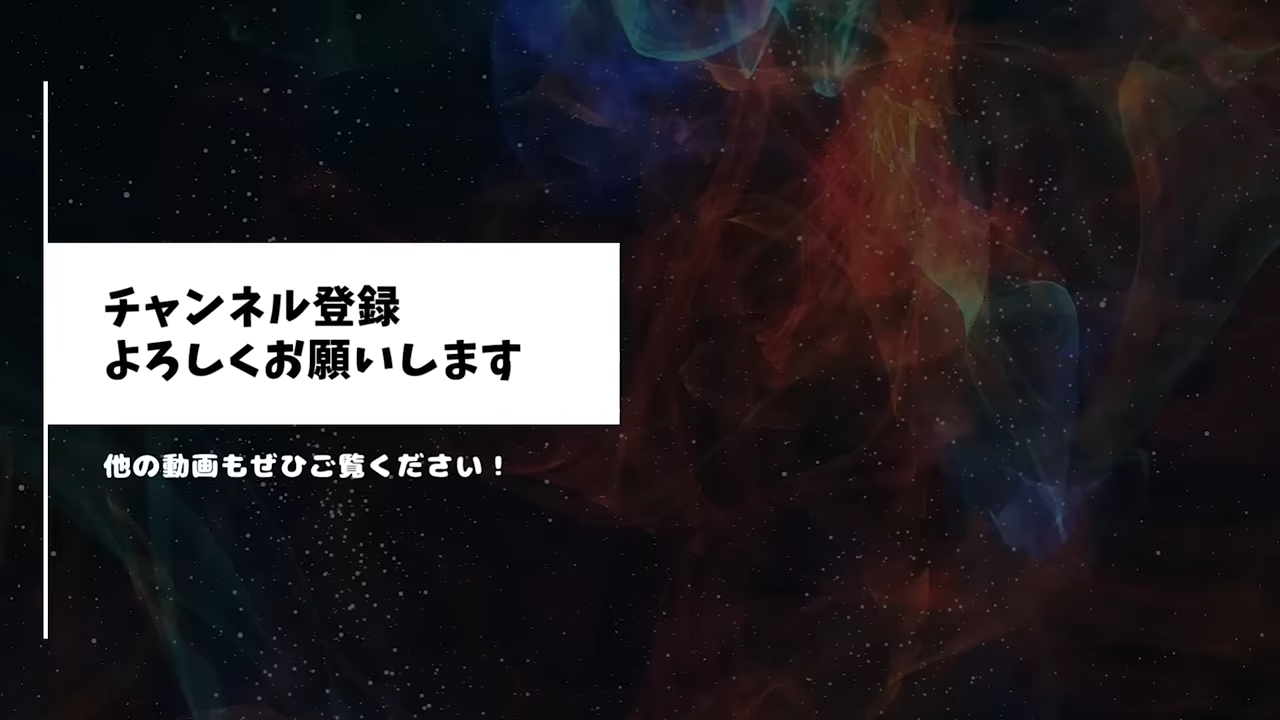 チャンネル登録
よろしくお願いします
他の動画もぜひご覧ください！